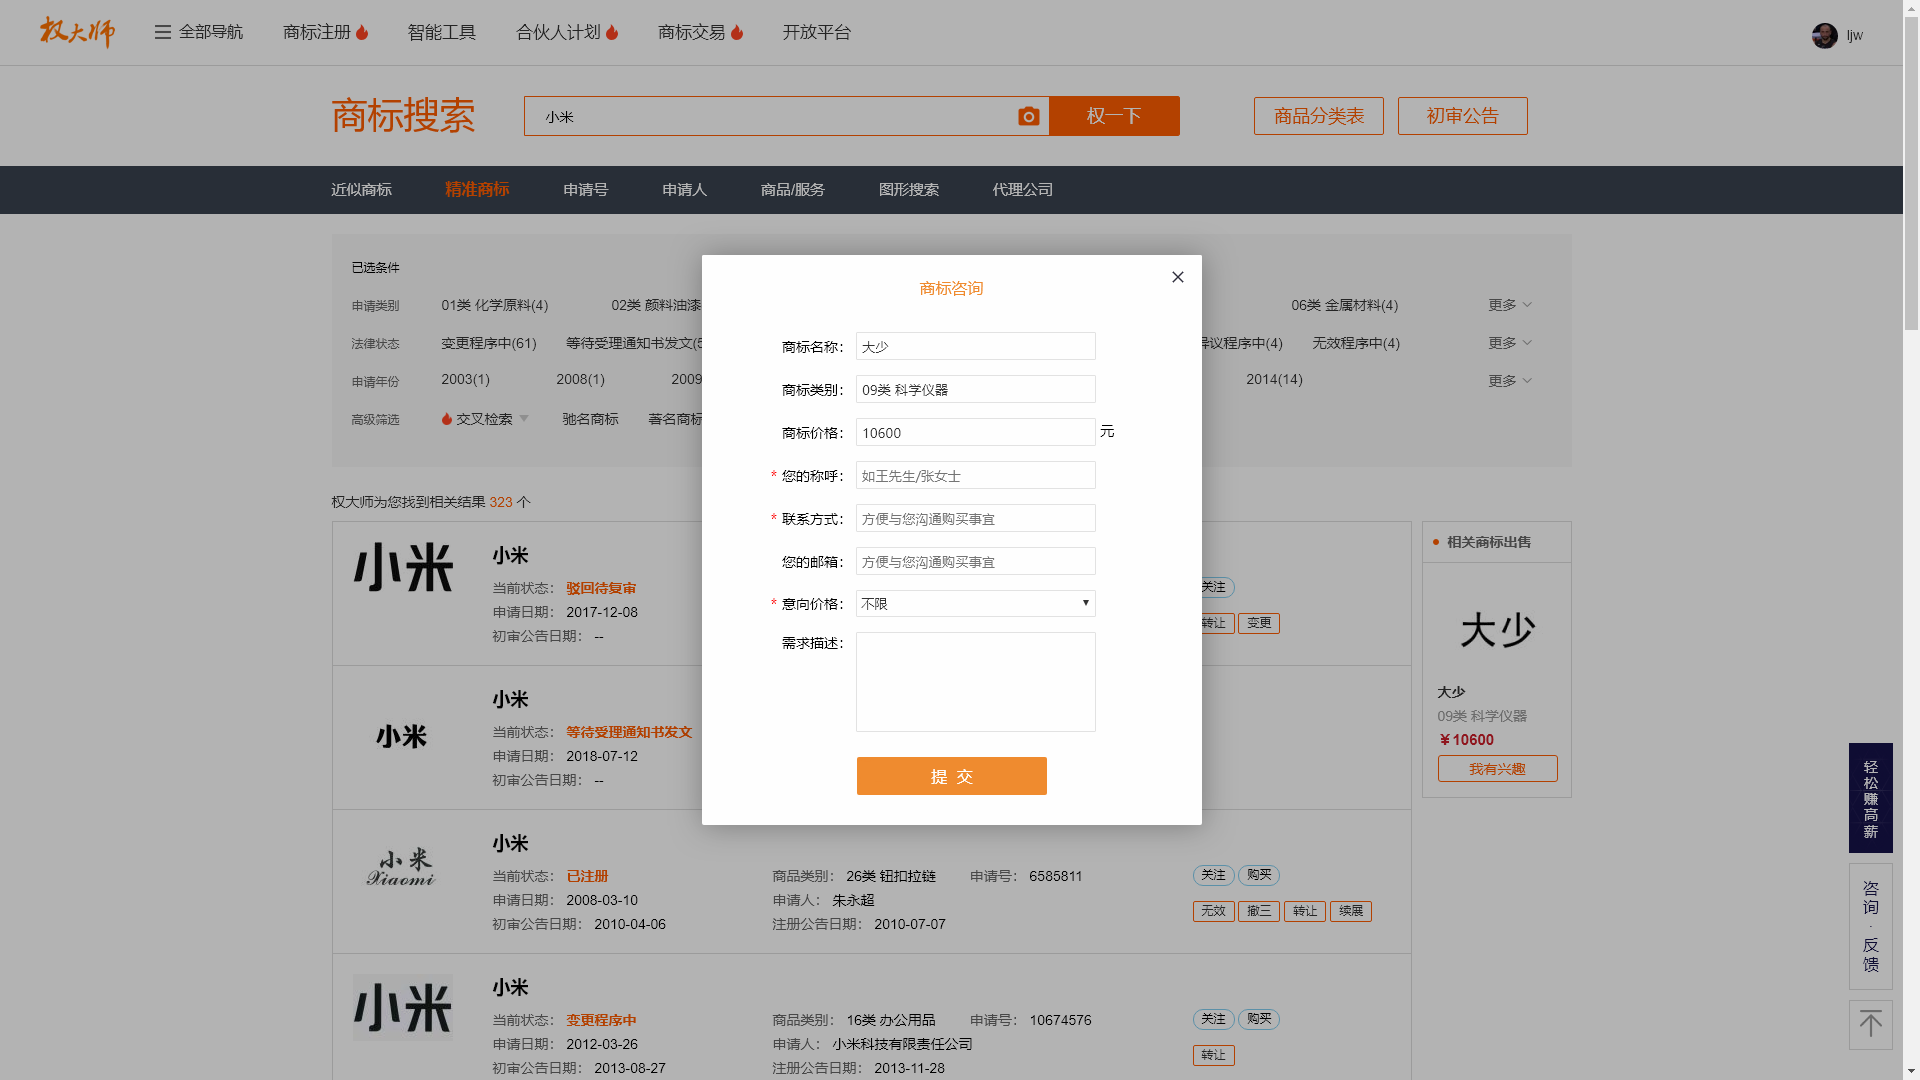 权大师
全部导航
商标注册
智能工具
合伙人计划
商标交易
开放平台
ljw
商标搜索
小米
权一下
商品分类表
初审公告
近似商标
精准商标
申请号
申请人
商品/服务
图形搜索
代理公司
已选条件
申请类别
01类 化学原料(4)
02类 颜料油漆
06类 金属材料(4)
更多
法律状态
变更程序中(61)
等待受理通知书发文(
异议程序中(4)
无效程序中(4)
更多
申请年份
2003(1)
2008(1)
2009
2014(14)
更多
高级筛选
交叉检索
驰名商标
著名商标
权大师为您找到相关结果 323 个
商标咨询
商标名称：
大少
商标类别：
09类 科学仪器
商标价格：
10600
元
* 您的称呼：
如王先生/张女士
* 联系方式：
方便与您沟通购买事宜
您的邮箱：
方便与您沟通购买事宜
* 意向价格：
不限
需求描述：
提 交
小米
小米
当前状态： 驳回待复审
申请日期： 2017-12-08
初审公告日期： --
关注
转让
变更
小米
小米
当前状态： 等待受理通知书发文
申请日期： 2018-07-12
初审公告日期： --
小米
Xiaomi
小米
当前状态： 已注册
商品类别： 26类 钮扣拉链
申请号： 6585811
申请日期： 2008-03-10
申请人： 朱永超
初审公告日期： 2010-04-06
注册公告日期： 2010-07-07
关注
购买
无效
撤三
转让
续展
小米
小米
当前状态： 变更程序中
商品类别： 16类 办公用品
申请号： 10674576
申请日期： 2012-03-26
申请人： 小米科技有限责任公司
初审公告日期： 2013-08-27
注册公告日期： 2013-11-28
关注
购买
转让
相关商标出售
大少
大少
09类 科学仪器
¥10600
我有兴趣
轻松赚高薪
咨询·反馈